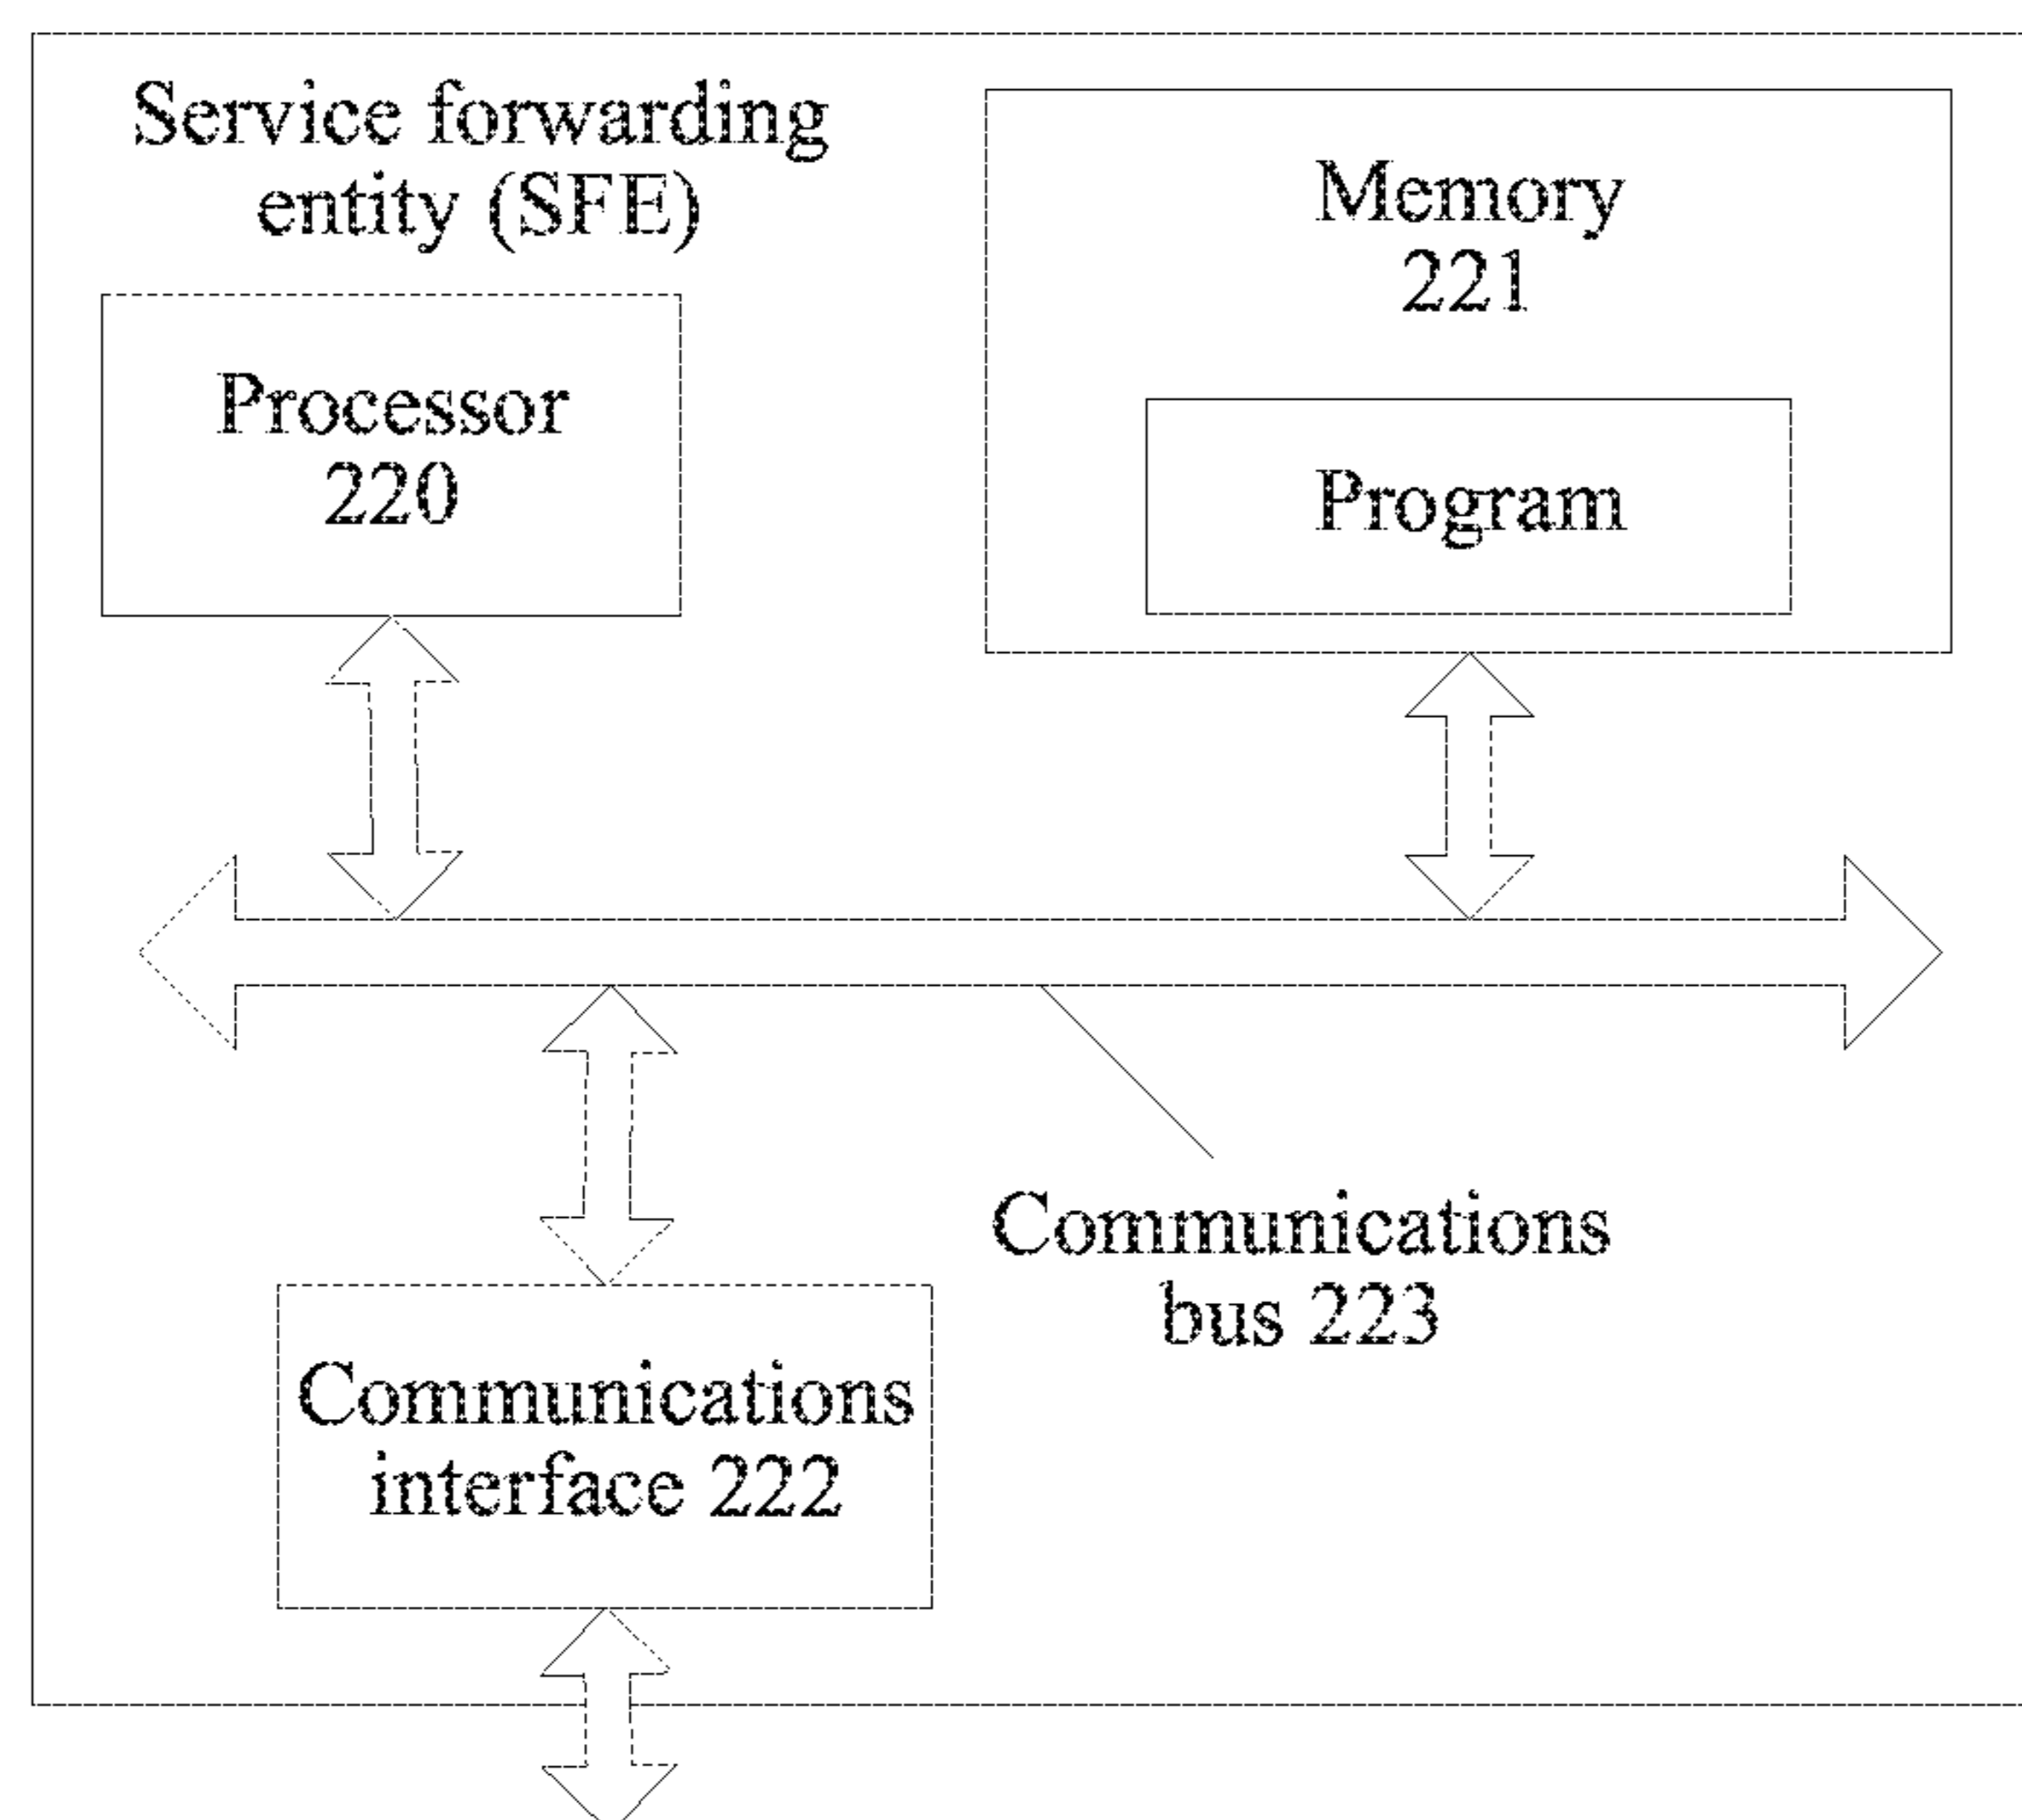 Service forwarding
entity (SFE)
Memory
221
Processor
220
Program
Communications
bus 223
Communications
interface 222